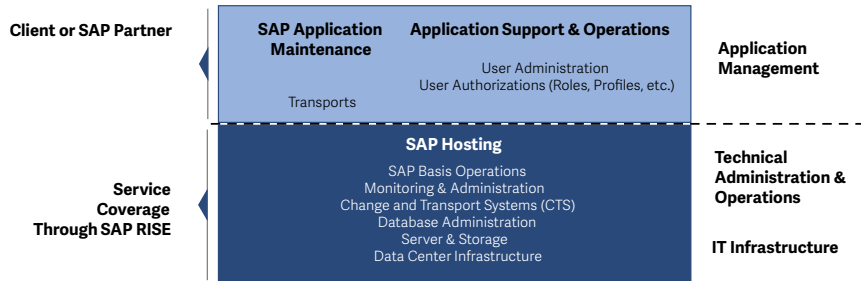 Client or SAP Partner
SAP Application
Maintenance
Transports
Application Support & Operations
User Administration
User Authorizations (Roles, Profiles, etc.)
Application
Management
Service
Coverage
Through SAP RISE
SAP Hosting
SAP Basis Operations
Monitoring & Administration
Change and Transport Systems (CTS)
Database Administration
Server & Storage
Data Center Infrastructure
Technical
Administration &
Operations
IT Infrastructure